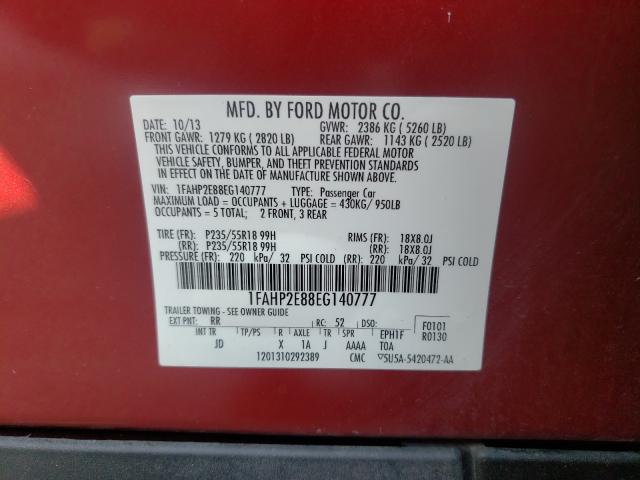 MFD. BY FORD MOTOR CO.
DATE: 10/13 GVWR: 2386 KG ( 5260 LB)
FRONT GAWR: 1279 KG ( 2820 LB) REAR GAWR: 1143 KG ( 2520 LB)
THIS VEHICLE CONFORMS TO ALL APPLICABLE FEDERAL MOTOR
VEHICLE SAFETY, BUMPER, AND THEFT PREVENTION STANDARDS
IN EFFECT ON THE DATE OF MANUFACTURE SHOWN ABOVE.
VIN: 1FAHP2E88EG140777 TYPE: Passenger Car
MAXIMUM LOAD = OCCUPANTS + LUGGAGE = 430KG/ 950LB
OCCUPANTS = 5 TOTAL; 2 FRONT, 3 REAR
TIRE (FR): P235/55R18 99H RIMS (FR): 18X8.0J
(RR): P235/55R18 99H (RR): 18X8.0J
PRESSURE (FR): 220 kPa/ 32 PSI COLD (RR): 220 kPa/ 32 PSI COLD
1FAHP2E88EG140777
TRAILER TOWING - SEE OWNER GUIDE
EXT PNT: RR RC: 52 F0101
INT TR TP/PS R AXLE TR SPR EPH1F R0130
JD X 1A J AAAA TOA
1201310292389 CMC 5U5A-5420472-AA